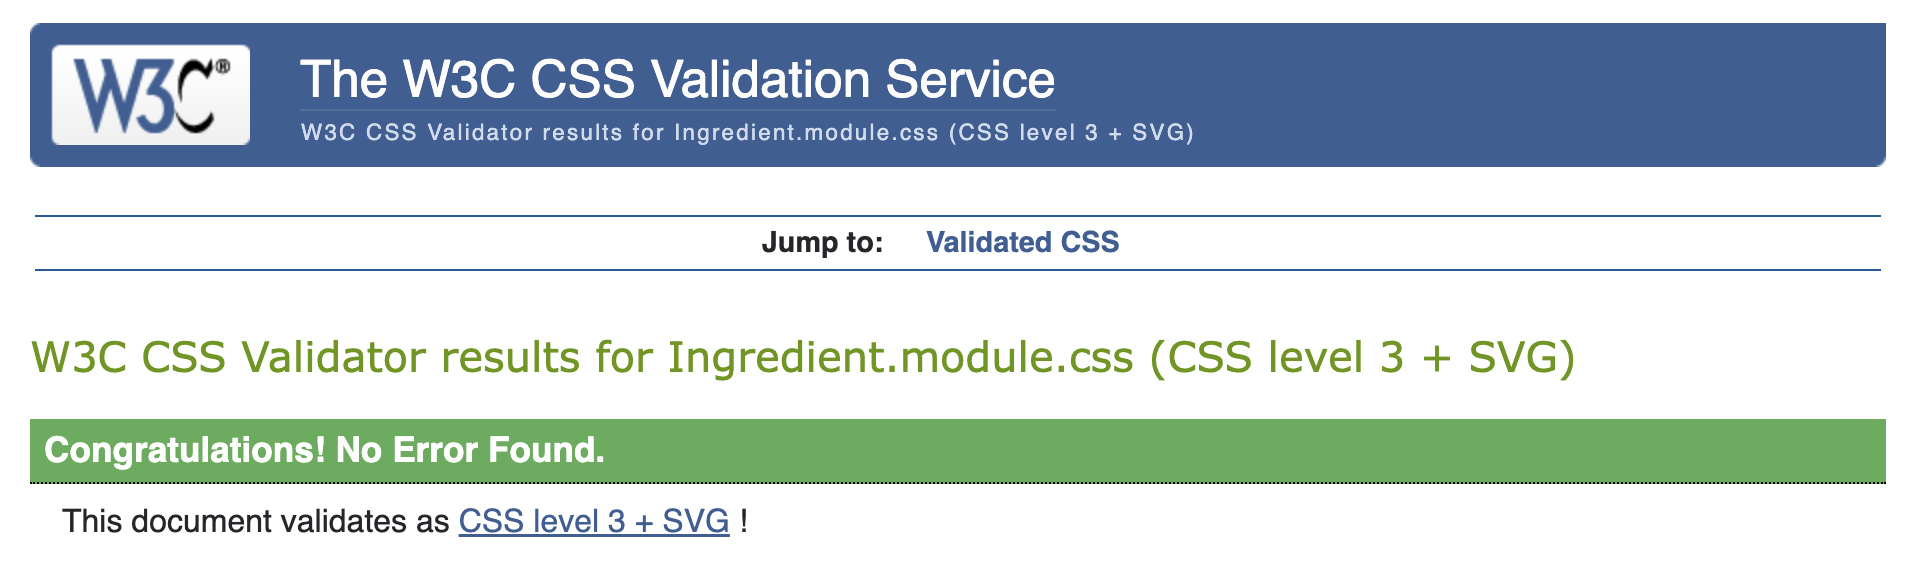 W3C®
The W3C CSS Validation Service
W3C CSS Validator results for Ingredient.module.css (CSS level 3 + SVG)
Jump to: Validated CSS
W3C CSS Validator results for Ingredient.module.css (CSS level 3 + SVG)
Congratulations! No Error Found.
This document validates as CSS level 3 + SVG !